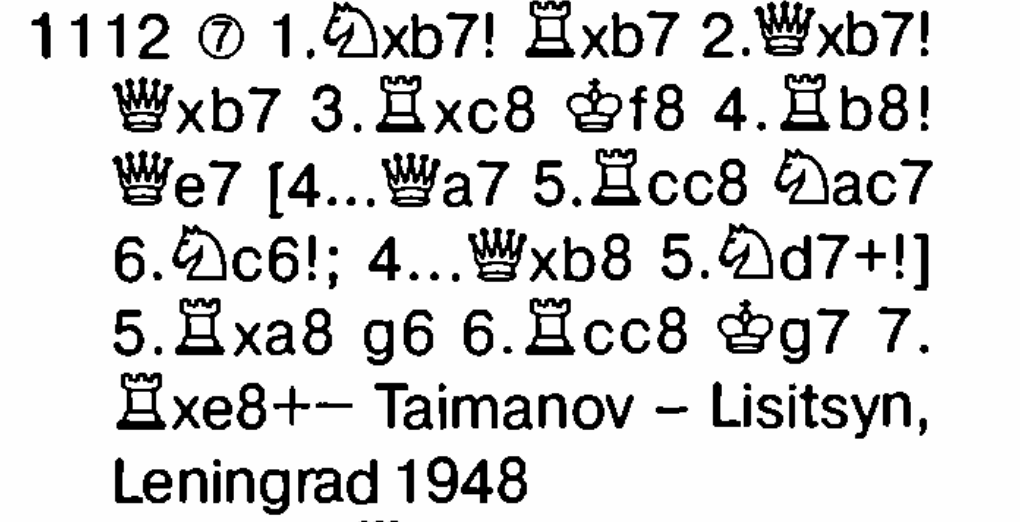 1112 ⑦ 1.♘xb7! ♖xb7 2.♕xb7!
♕xb7 3.♖xc8 ♔f8 4.♖b8!
♕e7 [4...♕a7 5.♖cc8 ♘ac7
6.♘c6!; 4...♕xb8 5.♘d7+!]
5.♖xa8 g6 6.♖cc8 ♔g7 7.
♖xe8+− Taimanov – Lisitsyn,
Leningrad 1948